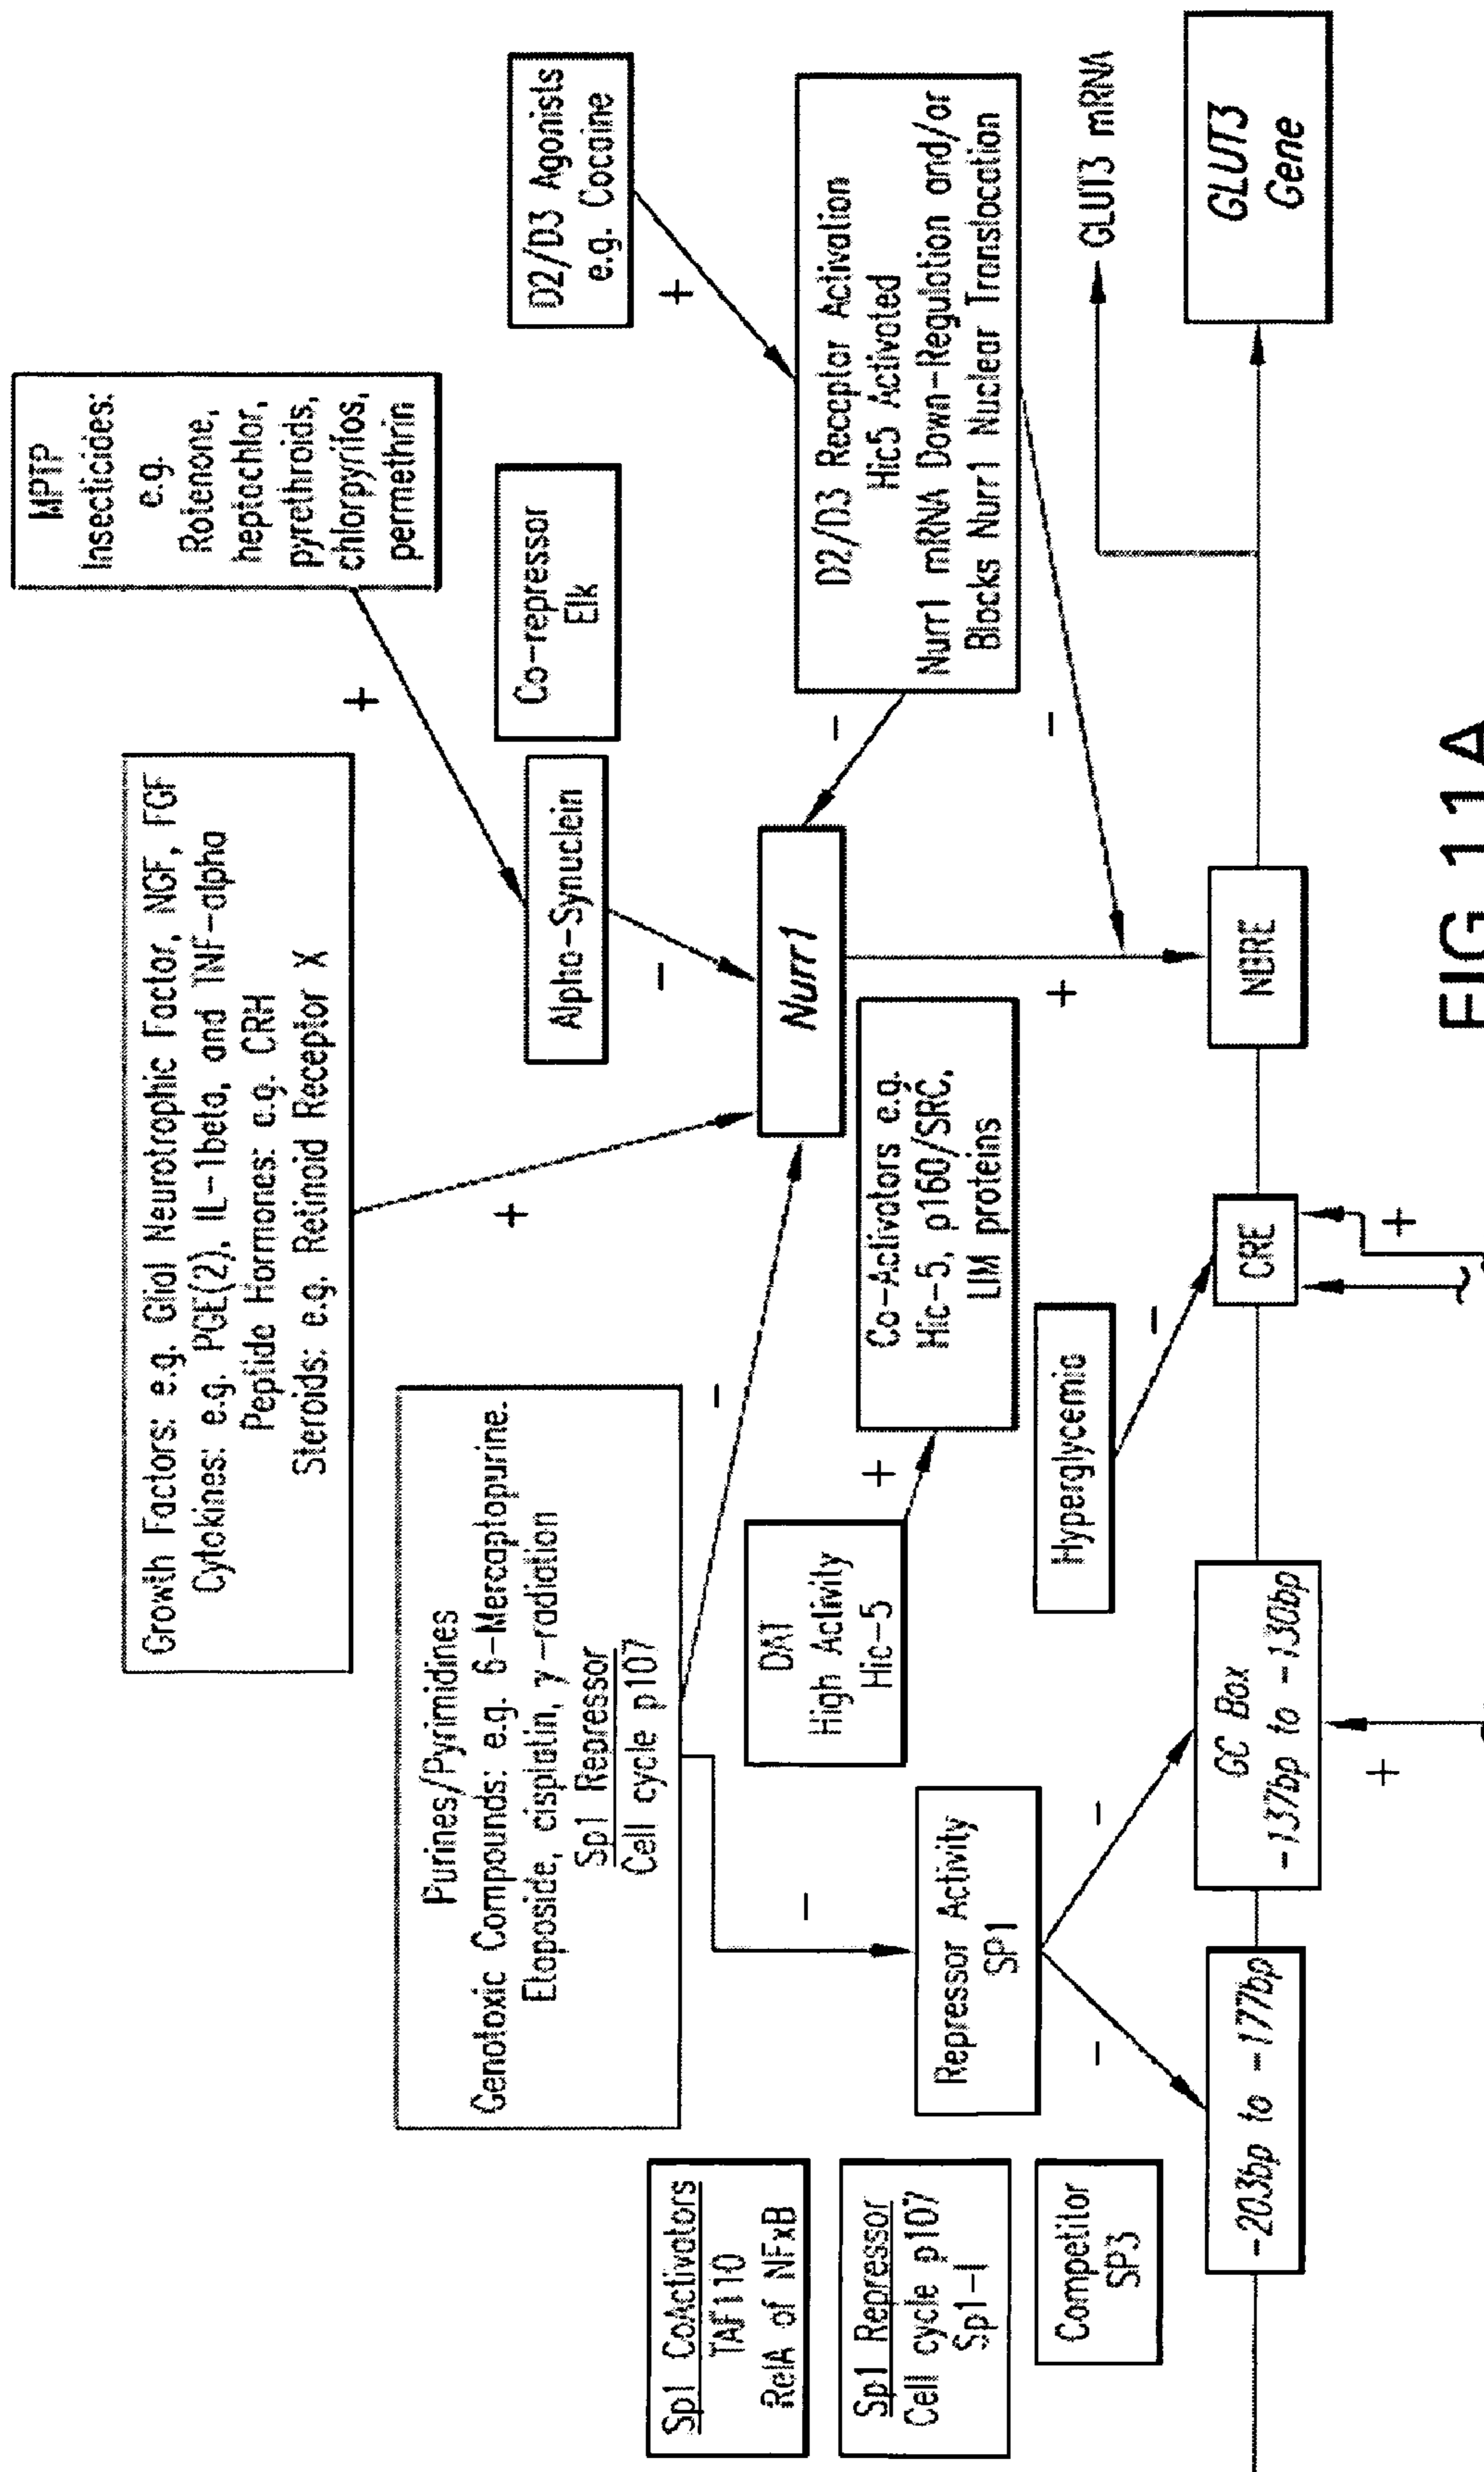 MPTP
Insecticides:
e.g.
Rotenone,
heptachlor,
pyrethroids,
chlorpyrifos,
permethrin
Growth Factors: e.g. Glial Neurotrophic Factor, NGF, FGF
Cytokines: e.g. PGE(2), IL-1beta, and TNF-alpha
Peptide Hormones: e.g. CRH
Steroids: e.g. Retinoid Receptor X
+
+
Purines/Pyrimidines
Genotoxic Compounds: e.g. 6-Mercaptopurine.
Etoposide, cisplatin, γ-radiation
Sp1 Repressor
Cell cycle p107
Alpha-Synuclein
Co-repressor
Elk
D2/D3 Agonists
e.g. Cocaine
-
-
+
Sp1 CoActivators
TAF110
RelA of NFxB
-
DAT
High Activity
Hic-5
Nurr1
-
D2/D3 Receptor Activation
Hic5 Activated
Nurr1 mRNA Down-Regulation and/or
Blocks Nurr1 Nuclear Translocation
Sp1 Repressor
Cell cycle p107
Sp1-I
Repressor Activity
SP1
+
Co-Activators e.g.
Hic-5, p160/SRC,
LIM proteins
+
-
Competitor
SP3
-
-
Hyperglycemia
-
GLUT3 mRNA
-203bp to -177bp
GC Box
-137bp to -130bp
CRE
NBRE
GLUT3
Gene
+
+
FIG.11A